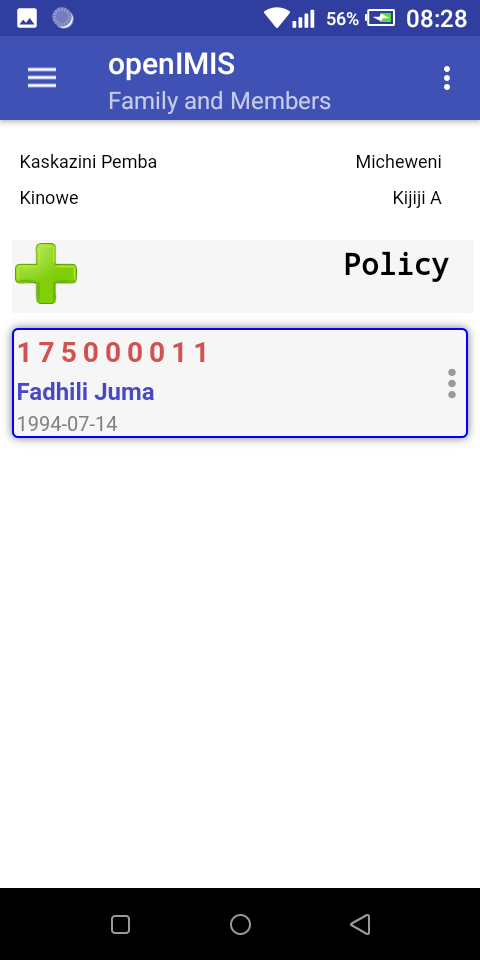 56% 08:28
openIMIS
Family and Members
Kaskazini Pemba Micheweni
Kinowe Kijiji A
Policy
175000011
Fadhili Juma
1994-07-14